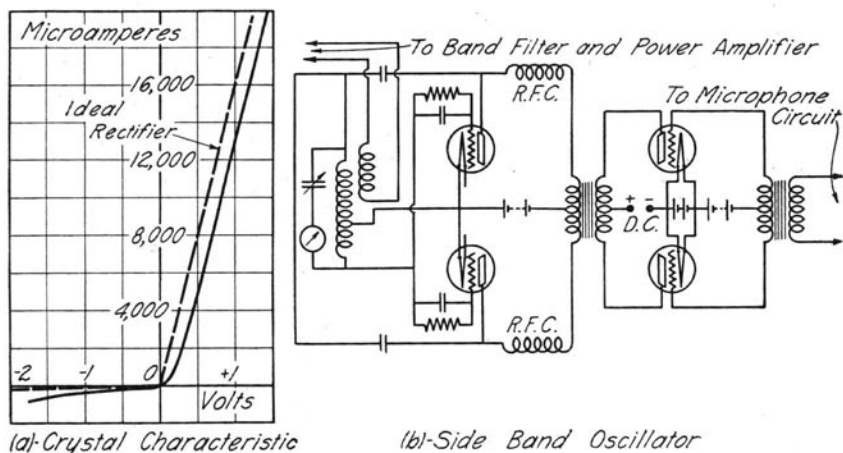 Microamperes
16,000
Ideal
Rectifier
12,000
8,000
4,000
-2
-1
0
+1
Volts
(a)-Crystal Characteristic
To Band Filter and Power Amplifier
R.F.C.
To Microphone
Circuit
+ -
D.C.
R.F.C.
(b)-Side Band Oscillator